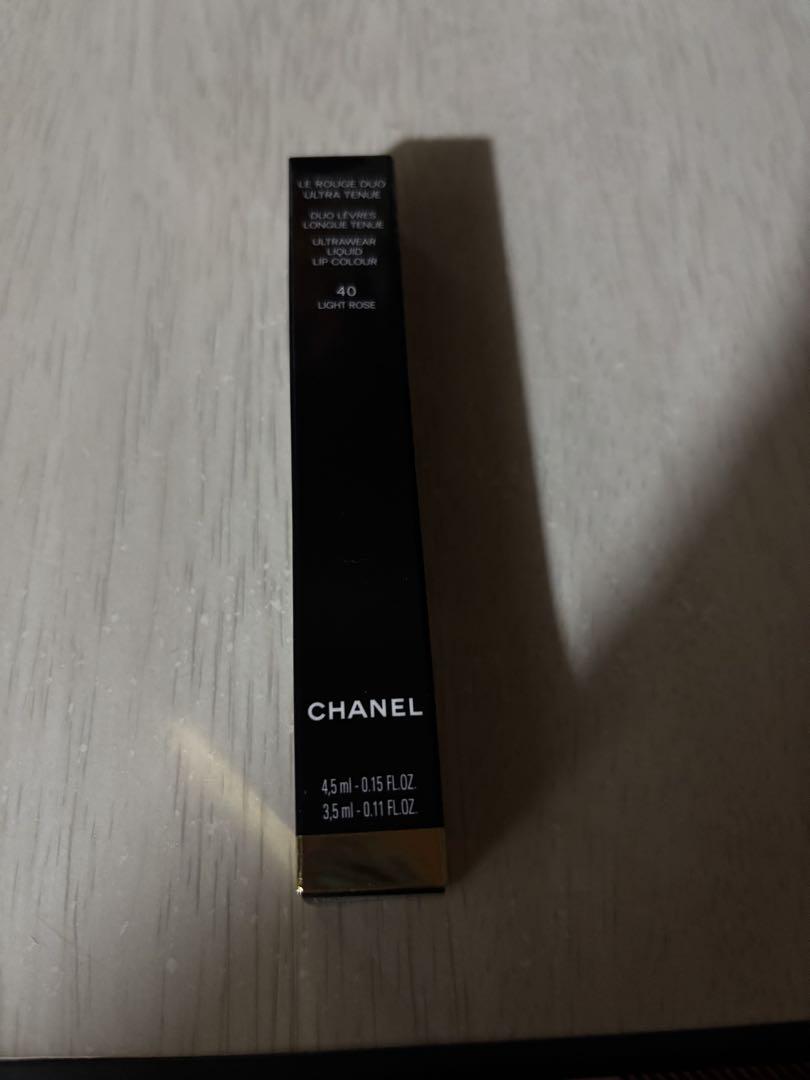 LE ROUGE DUO
ULTRA TENUE
DUO LÈVRES
LONGUE TENUE
ULTRAWEAR
LIQUID
LIP COLOUR
40
LIGHT ROSE
CHANEL
4,5 ml - 0.15 FL.OZ.
3,5 ml - 0.11 FL.OZ.